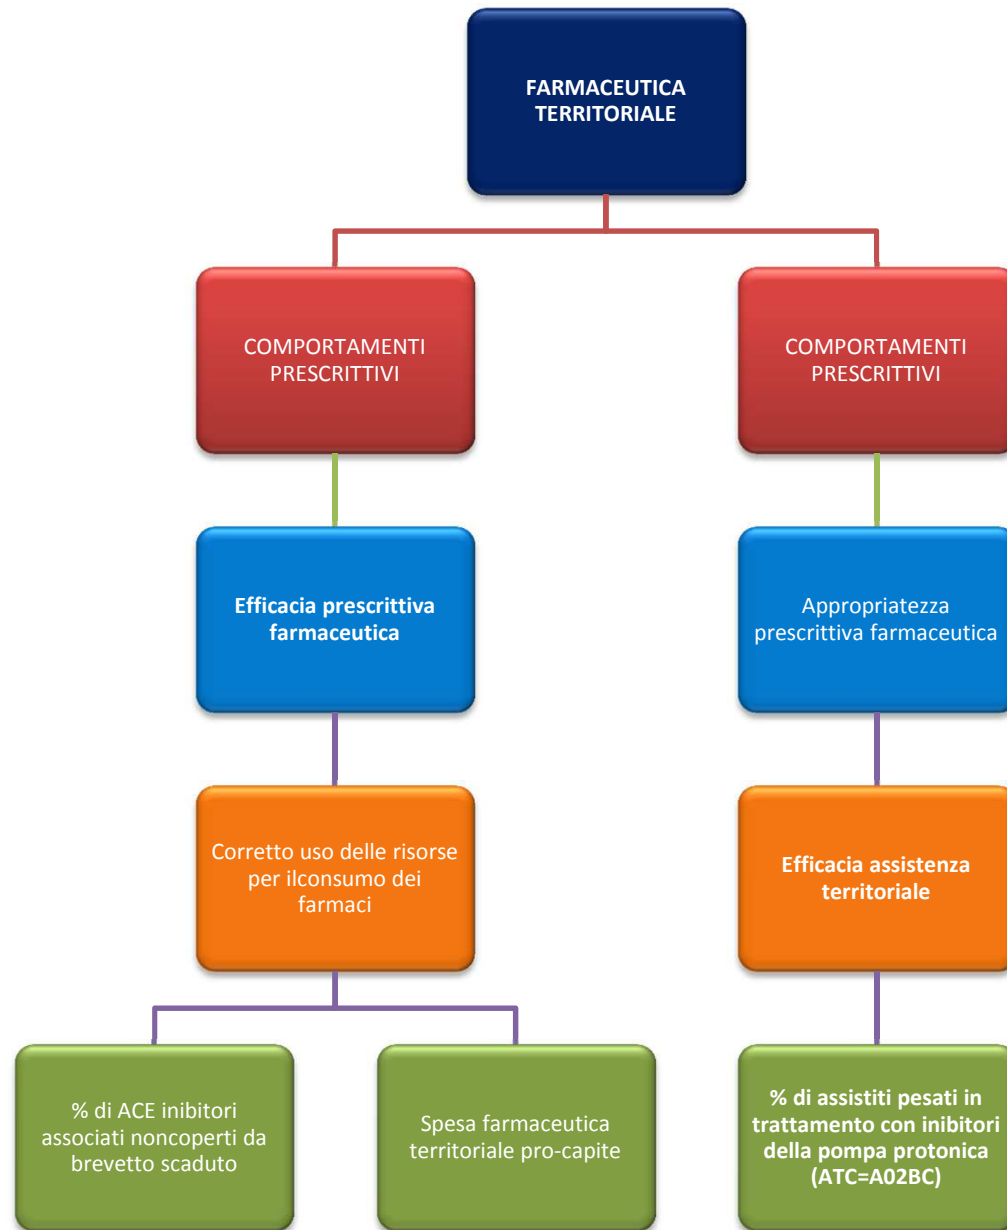 FARMACEUTICA
TERRITORIALE
COMPORTAMENTI
PRESCRITTIVI
COMPORTAMENTI
PRESCRITTIVI
Efficacia prescrittiva
farmaceutica
Appropriatezza
prescrittiva farmaceutica
Corretto uso delle risorse
per ilconsumo dei
farmaci
Efficacia assistenza
territoriale
% di ACE inibitori
associati noncoperti da
brevetto scaduto
Spesa farmaceutica
territoriale pro-capite
% di assistiti pesati in
trattamento con inibitori
della pompa protonica
(ATC=A02BC)